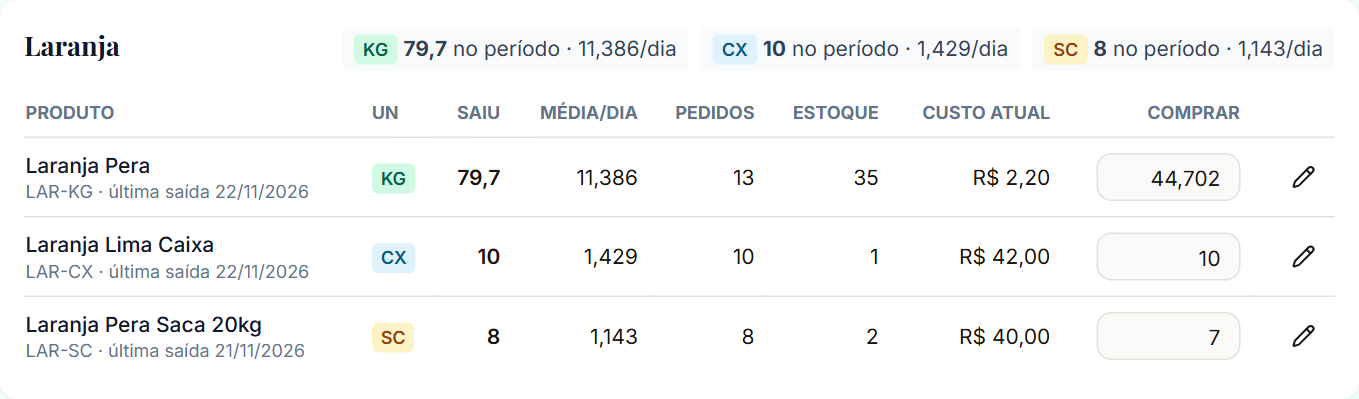 Laranja
KG 79,7 no período · 11,386/dia
CX 10 no período · 1,429/dia
SC 8 no período · 1,143/dia
PRODUTO UN SAIU MÉDIA/DIA PEDIDOS ESTOQUE CUSTO ATUAL COMPRAR
Laranja Pera
LAR-KG · última saída 22/11/2026
KG 79,7 11,386 13 35 R$ 2,20 44,702
Laranja Lima Caixa
LAR-CX · última saída 22/11/2026
CX 10 1,429 10 1 R$ 42,00 10
Laranja Pera Saca 20kg
LAR-SC · última saída 21/11/2026
SC 8 1,143 8 2 R$ 40,00 7